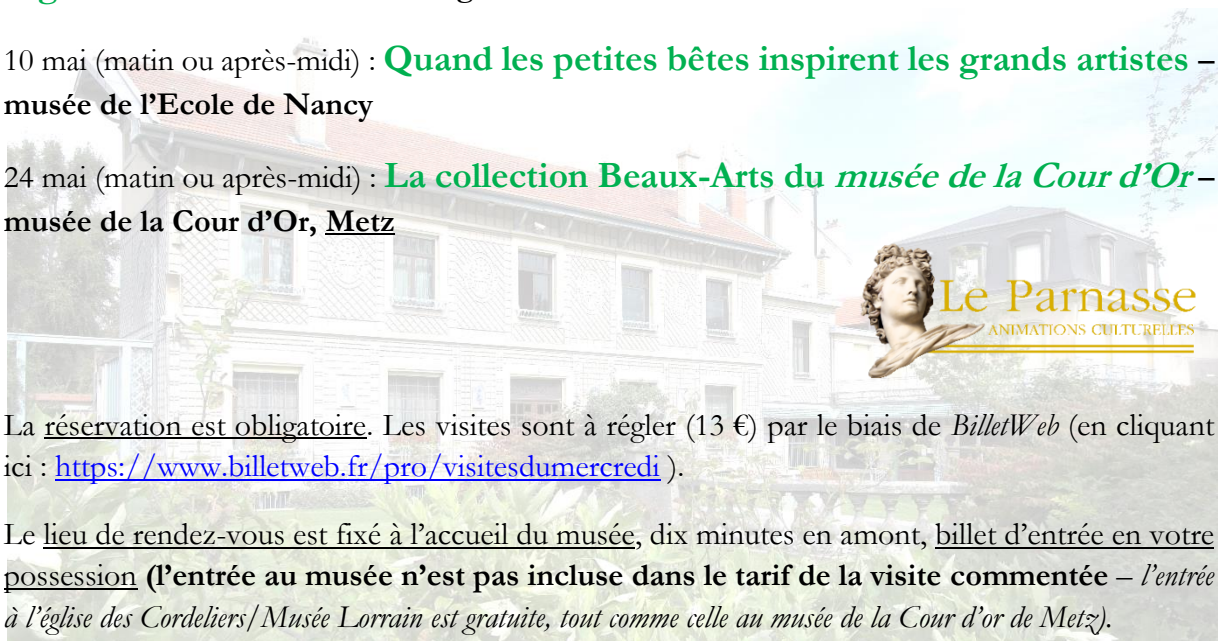 10 mai (matin ou après-midi) : Quand les petites bêtes inspirent les grands artistes –
musée de l'Ecole de Nancy
24 mai (matin ou après-midi) : La collection Beaux-Arts du musée de la Cour d'Or –
musée de la Cour d'Or, Metz
Le Parnasse
ANIMATIONS CULTURELLES
La réservation est obligatoire. Les visites sont à régler (13 €) par le biais de BilletWeb (en cliquant
ici : https://www.billetweb.fr/pro/visitesdumercredi ).
Le lieu de rendez-vous est fixé à l'accueil du musée, dix minutes en amont, billet d'entrée en votre
possession (l'entrée au musée n'est pas incluse dans le tarif de la visite commentée – l'entrée
à l'église des Cordeliers/Musée Lorrain est gratuite, tout comme celle au musée de la Cour d'or de Metz).